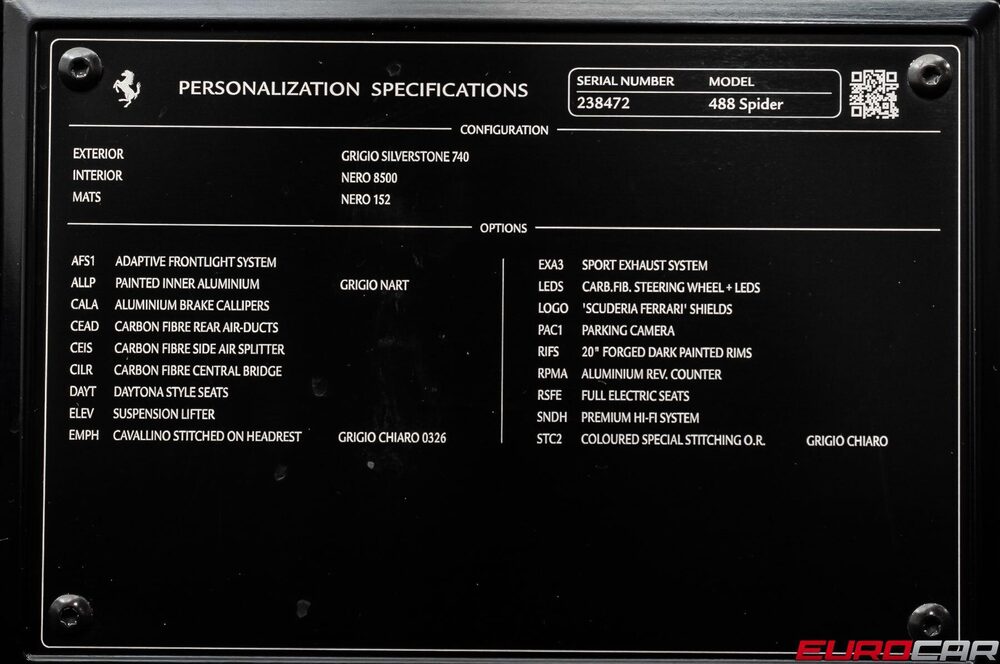 PERSONALIZATION SPECIFICATIONS
SERIAL NUMBER MODEL
238472 488 Spider
CONFIGURATION
EXTERIOR GRIGIO SILVERSTONE 740
INTERIOR NERO 8500
MATS NERO 152
OPTIONS
AFS1 ADAPTIVE FRONTLIGHT SYSTEM
ALLP PAINTED INNER ALUMINIUM GRIGIO NART
CALA ALUMINIUM BRAKE CALLIPERS
CEAD CARBON FIBRE REAR AIR-DUCTS
CEIS CARBON FIBRE SIDE AIR SPLITTER
CILR CARBON FIBRE CENTRAL BRIDGE
DAYT DAYTONA STYLE SEATS
ELEV SUSPENSION LIFTER
EMPH CAVALLINO STITCHED ON HEADREST GRIGIO CHIARO 0326
EXA3 SPORT EXHAUST SYSTEM
LEDS CARB.FIB. STEERING WHEEL + LEDS
LOGO 'SCUDERIA FERRARI' SHIELDS
PAC1 PARKING CAMERA
RIFS 20" FORGED DARK PAINTED RIMS
RPMA ALUMINIUM REV. COUNTER
RSFE FULL ELECTRIC SEATS
SNDH PREMIUM HI-FI SYSTEM
STC2 COLOURED SPECIAL STITCHING O.R. GRIGIO CHIARO
EUROCAR